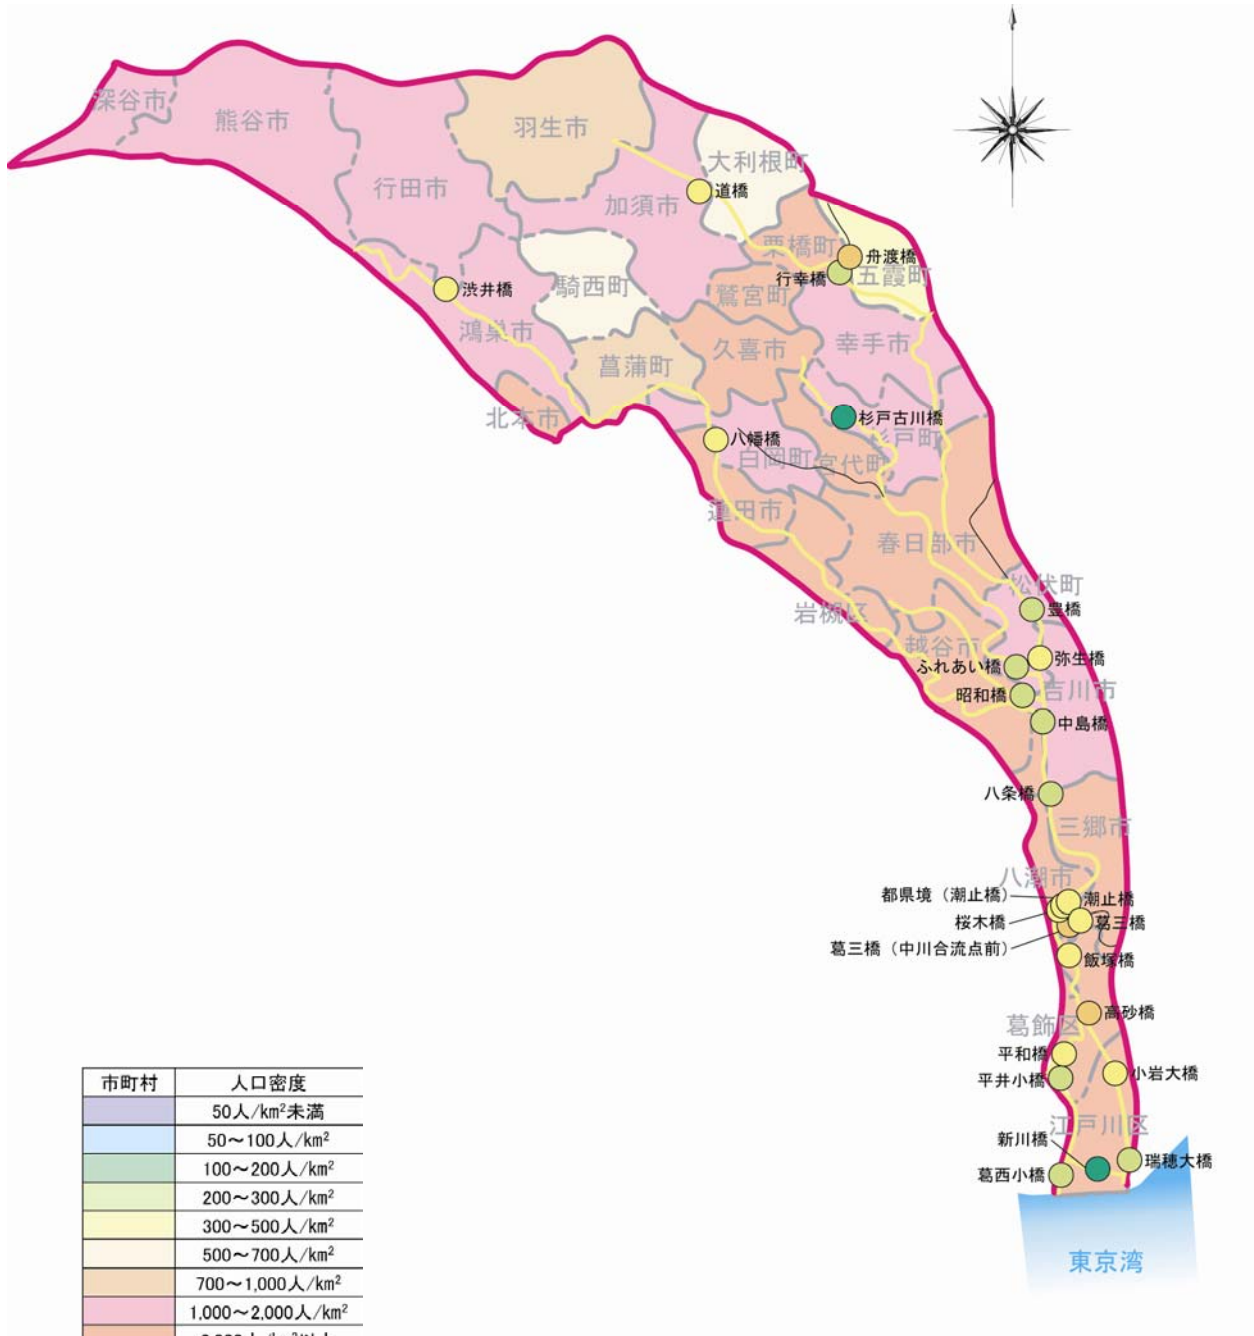 深谷市
熊谷市
羽生市
行田市
大利根町
道橋
加須市
栗橋町
舟渡橋
行幸橋
五霞町
渋井橋
騎西町
鷲宮町
鴻巣市
久喜市
幸手市
菖蒲町
北本市
杉戸古川橋
杉戸町
八幡橋
白岡町
宮代町
蓮田市
春日部市
松伏町
岩槻区
豊橋
越谷市
ふれあい橋
弥生橋
昭和橋
吉川市
中島橋
八条橋
三郷市
八潮市
都県境（潮止橋）
潮止橋
桜木橋
葛三橋
葛三橋（中川合流点前）
飯塚橋
高砂橋
葛飾区
平和橋
平井小橋
小岩大橋
江戸川区
新川橋
瑞穂大橋
葛西小橋
東京湾
市町村 人口密度
50人/km²未満
50～100人/km²
100～200人/km²
200～300人/km²
300～500人/km²
500～700人/km²
700～1,000人/km²
1,000～2,000人/km²